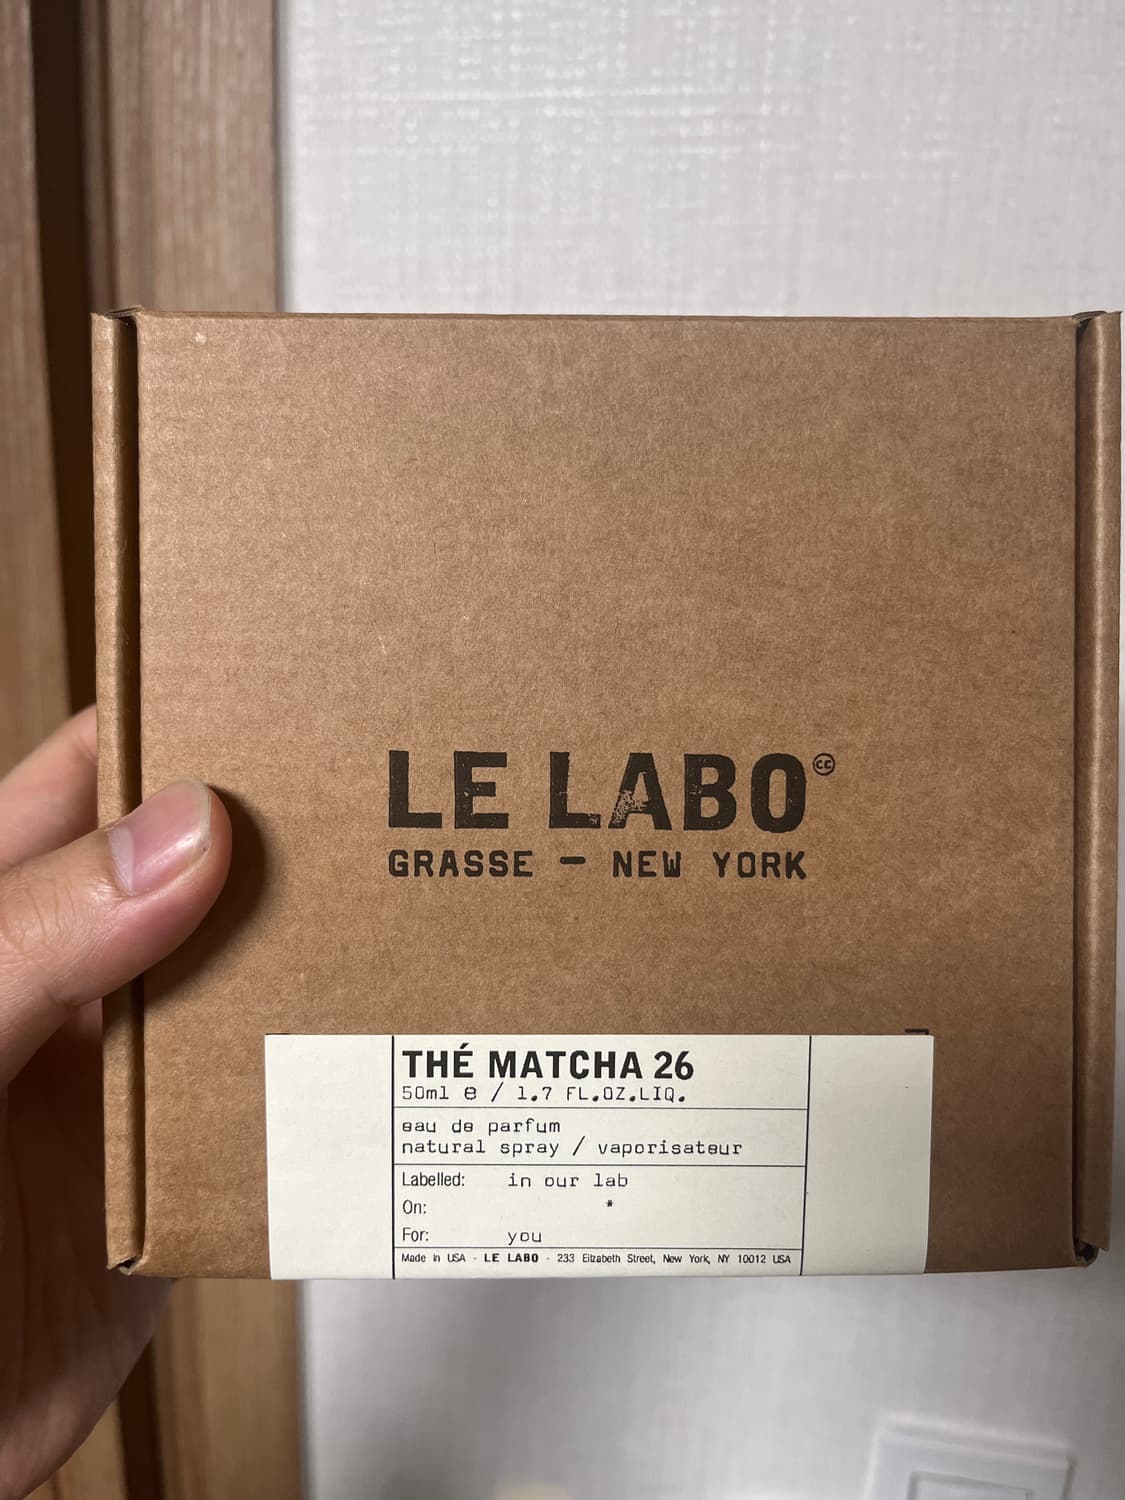 LE LABO
GRASSE — NEW YORK
THÉ MATCHA 26
50ml e / 1.7 FL.OZ.LIQ.
eau de parfum
natural spray / vaporisateur
Labelled: in our lab
On: *
For: you
Made in USA - LE LABO - 233 Elizabeth Street, New York, NY 10012 USA